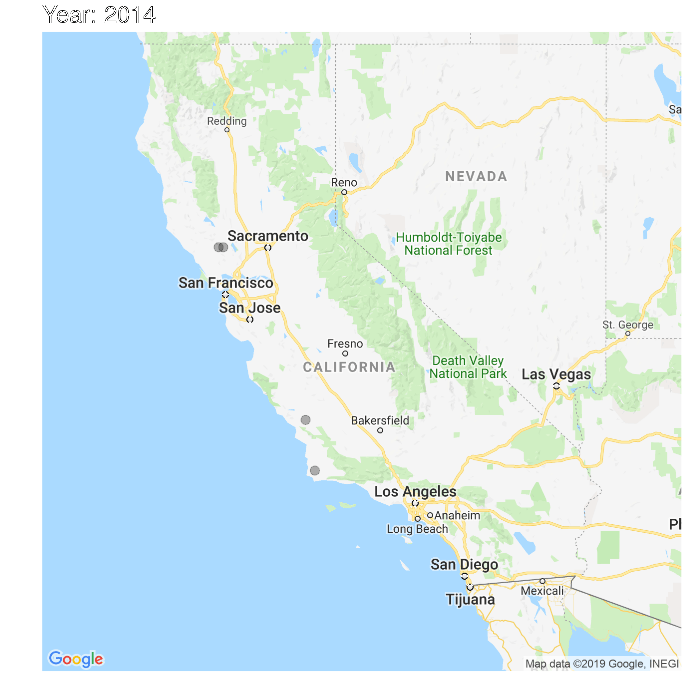 Year: 2014
Sa
Redding
NEVADA
Reno
Sacramento
Humboldt-Toiyabe
National Forest
San Francisco
San Jose
St. George
Fresno
CALIFORNIA
Death Valley
National Park
Las Vegas
Bakersfield
Los Angeles
Anaheim
Long Beach
Pl
San Diego
Mexicali
Tijuana
Google
Map data ©2019 Google, INEGI